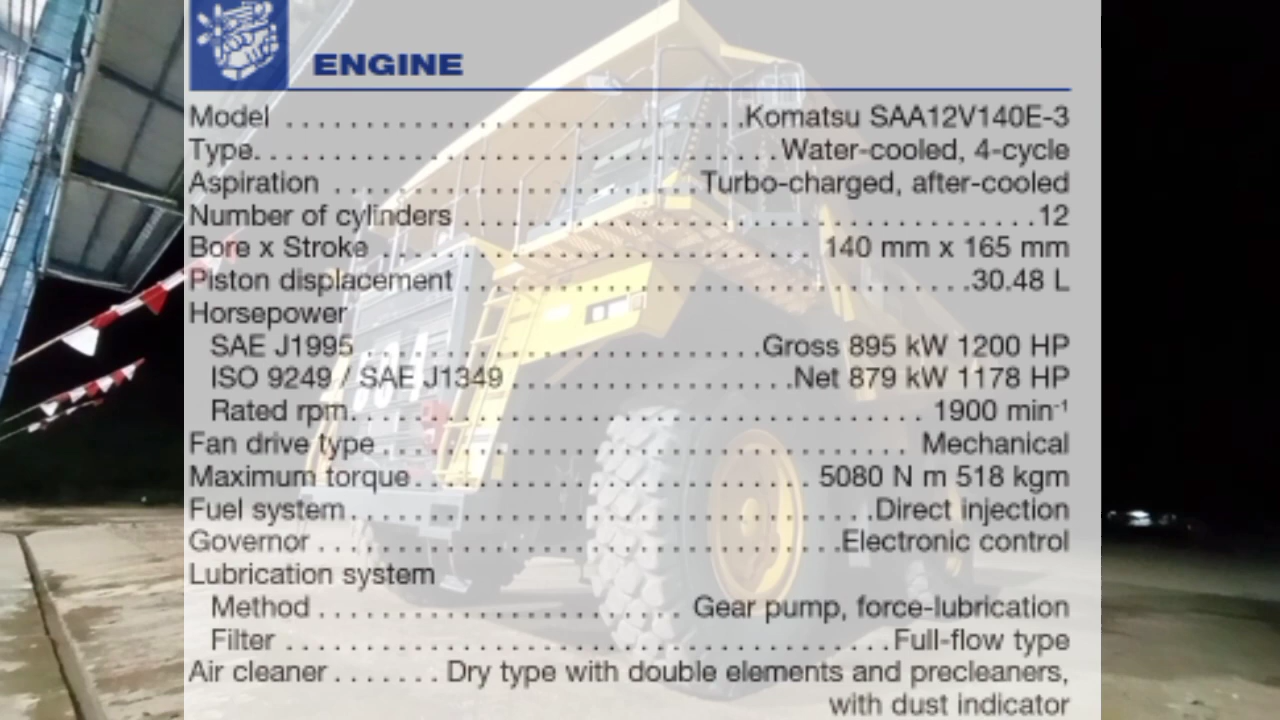 ENGINE
Model ............................ Komatsu SAA12V140E-3
Type................................. Water-cooled, 4-cycle
Aspiration ....................... Turbo-charged, after-cooled
Number of cylinders .................................... 12
Bore x Stroke ........................... 140 mm x 165 mm
Piston displacement ................................ 30.48 L
Horsepower
SAE J1995 ......................... Gross 895 kW 1200 HP
ISO 9249 / SAE J1349 .................. Net 879 kW 1178 HP
Rated rpm.................................... 1900 min⁻¹
Fan drive type................................. Mechanical
Maximum torque......................... 5080 N m 518 kgm
Fuel system................................. Direct injection
Governor ................................. Electronic control
Lubrication system
Method ....................... Gear pump, force-lubrication
Filter ...................................... Full-flow type
Air cleaner ....... Dry type with double elements and precleaners,
with dust indicator